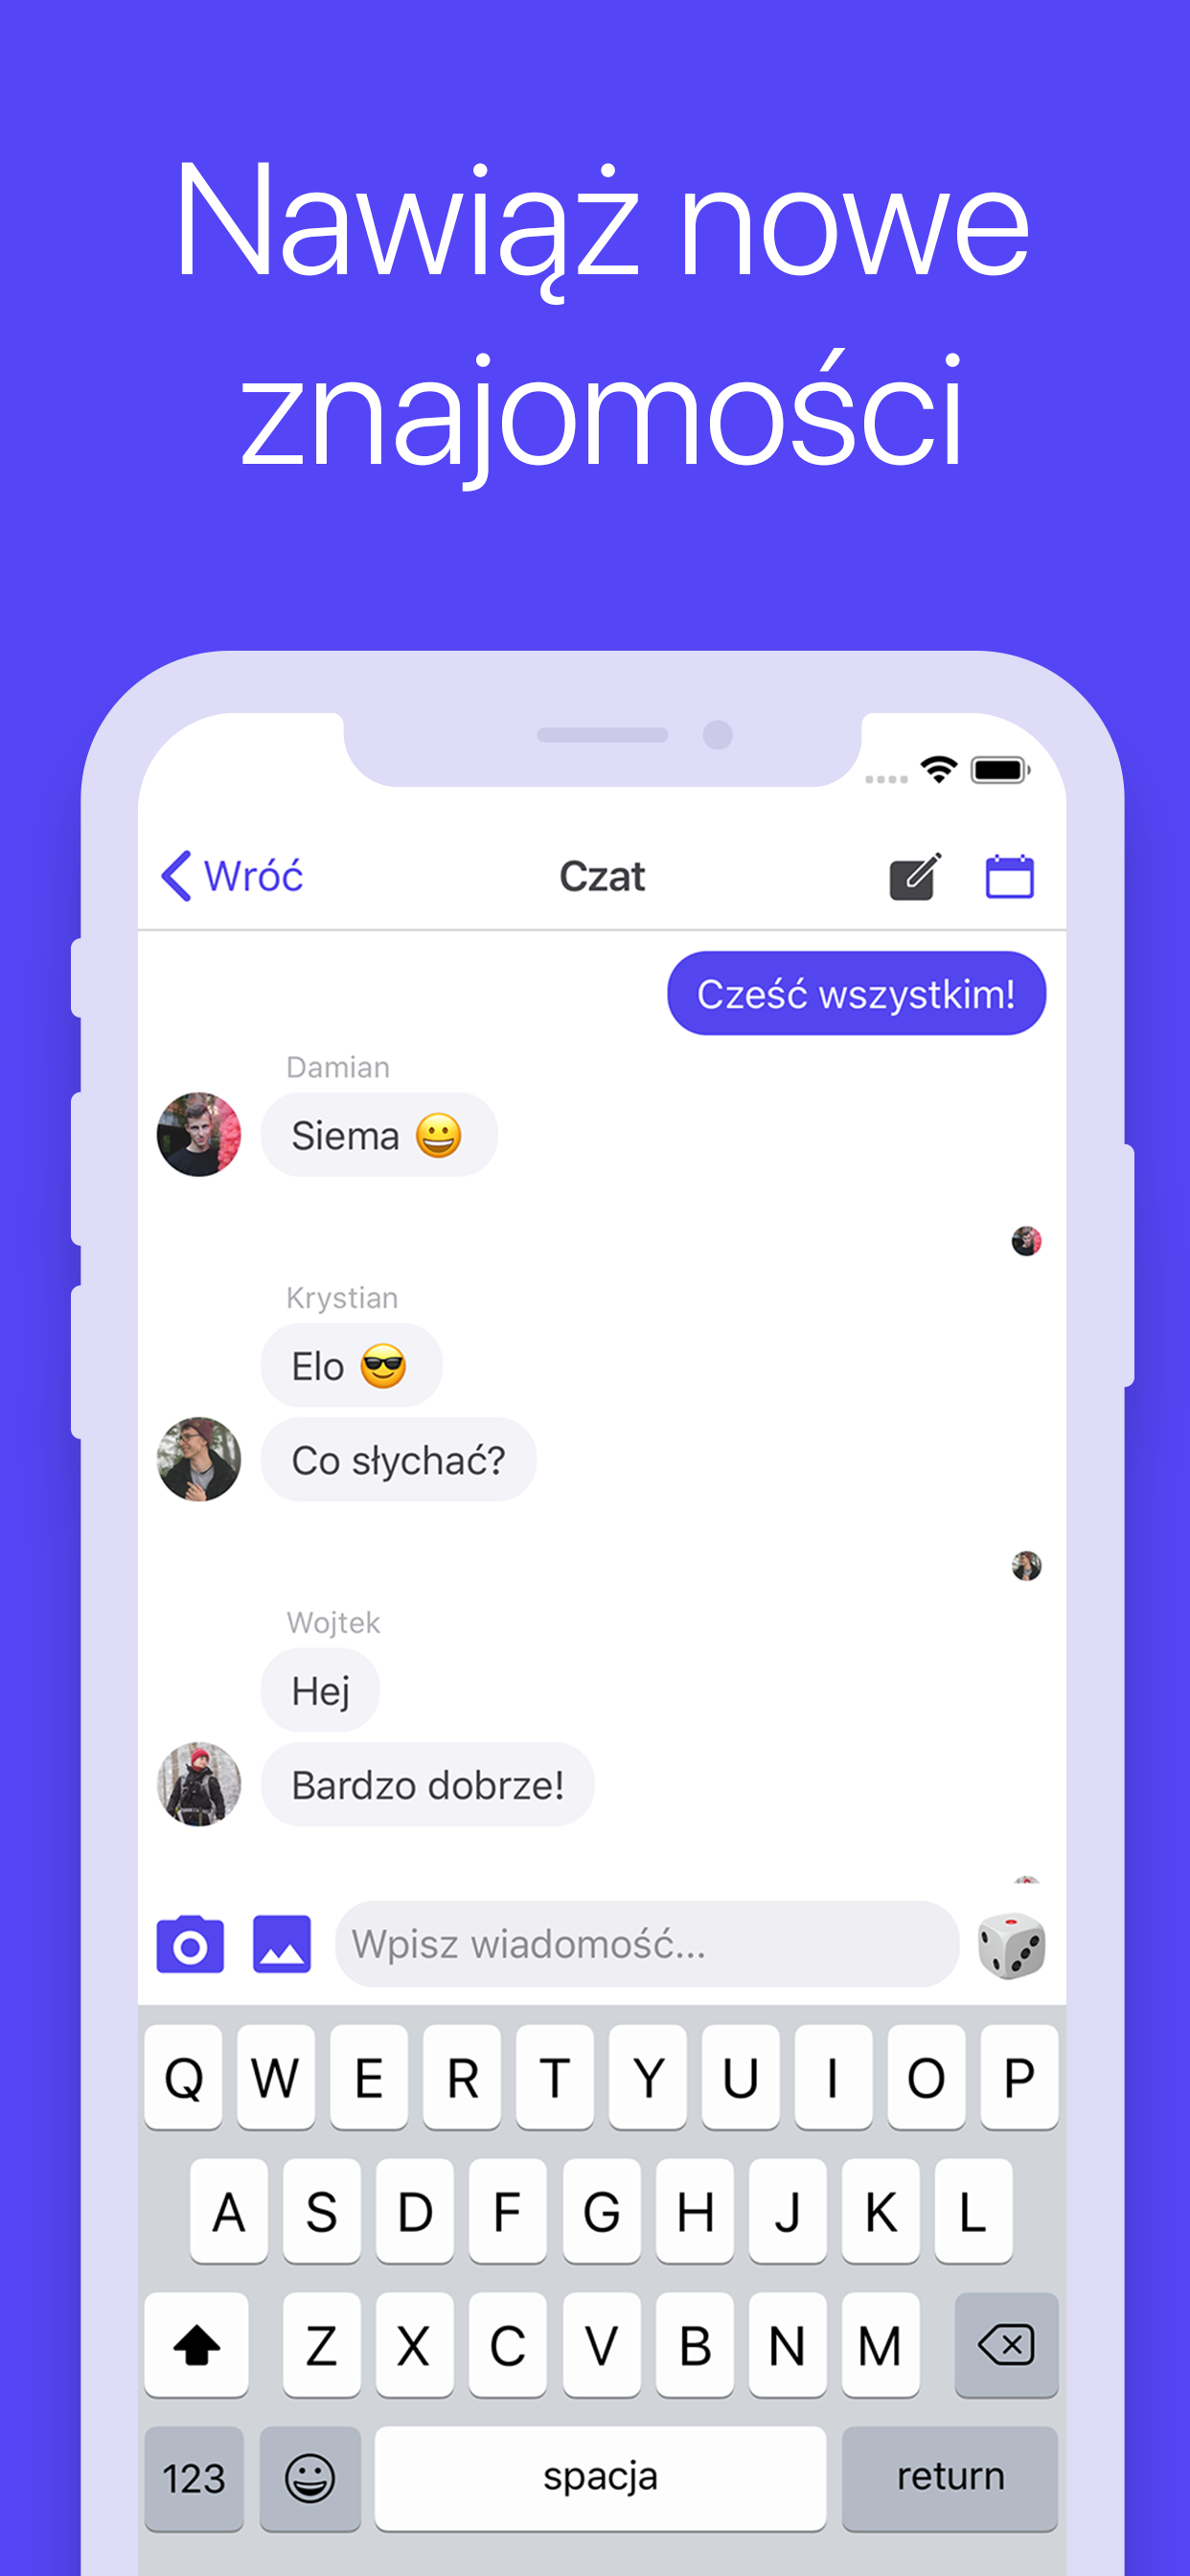 Nawiąż nowe
znajomości
Wróć
Czat
Cześć wszystkim!
Damian
Siema 😀
Krystian
Elo 😎
Co słychać?
Wojtek
Hej
Bardzo dobrze!
Wpisz wiadomość...
Q W E R T Y U I O P
A S D F G H J K L
Z X C V B N M
123 spacja return